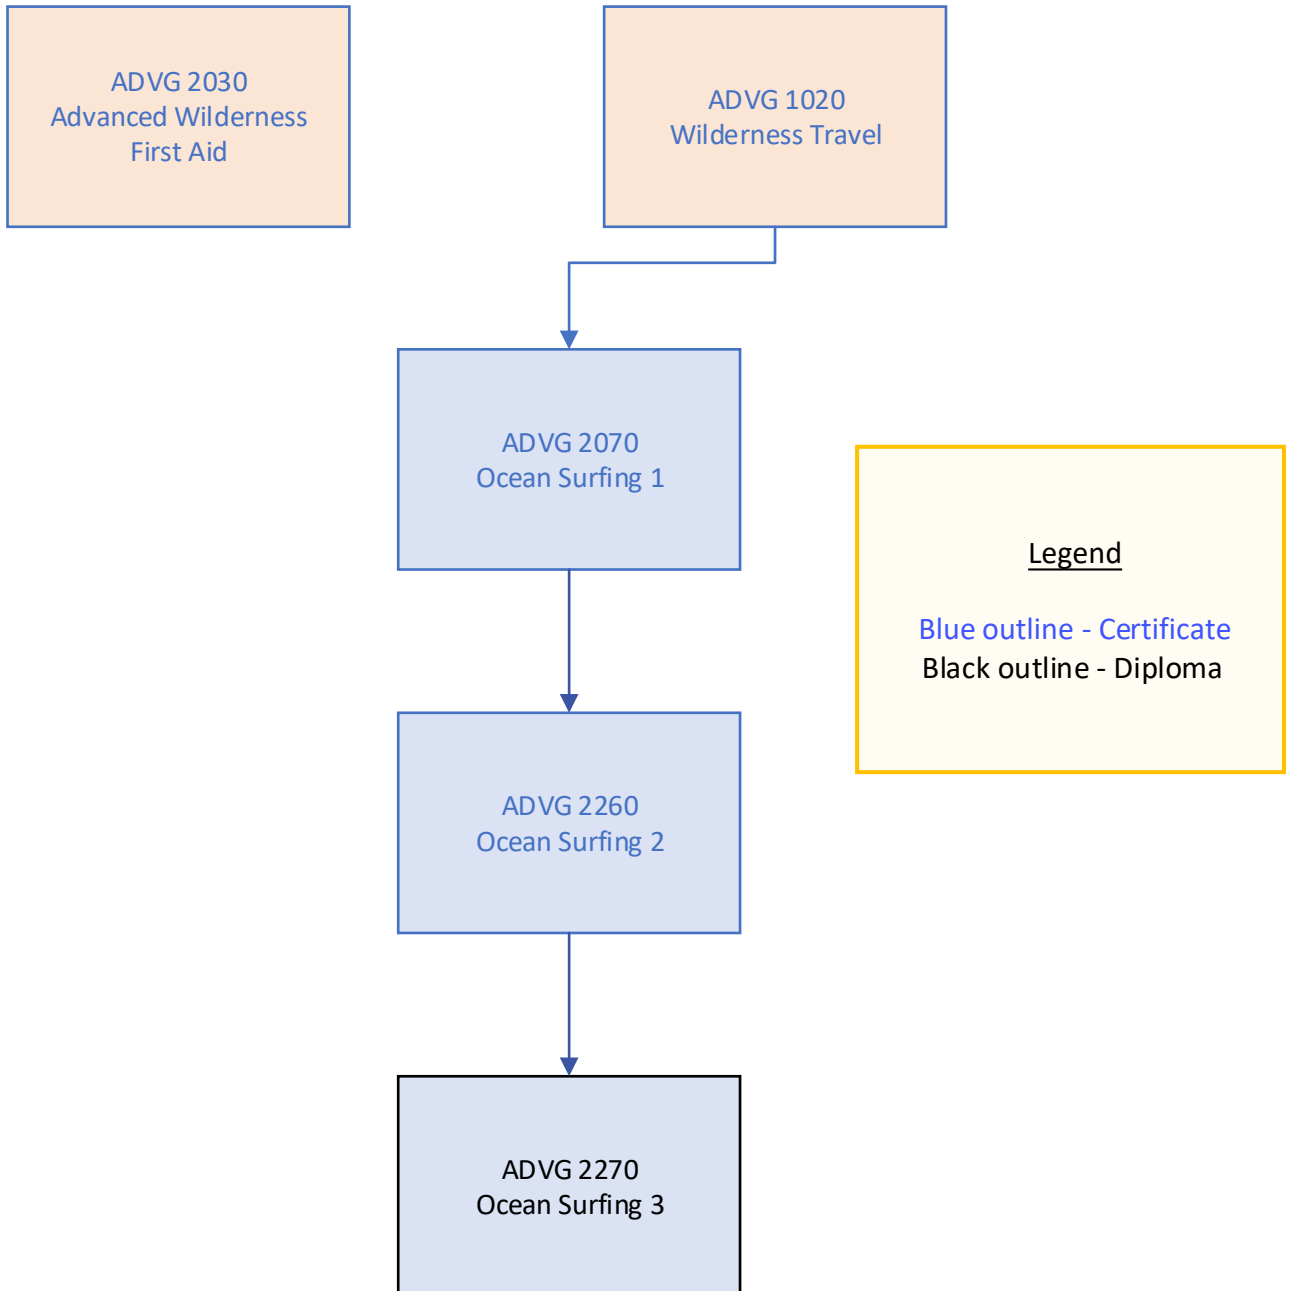 ADVG 2030
Advanced Wilderness
First Aid
ADVG 1020
Wilderness Travel
ADVG 2070
Ocean Surfing 1
Legend
Blue outline - Certificate
Black outline - Diploma
ADVG 2260
Ocean Surfing 2
ADVG 2270
Ocean Surfing 3